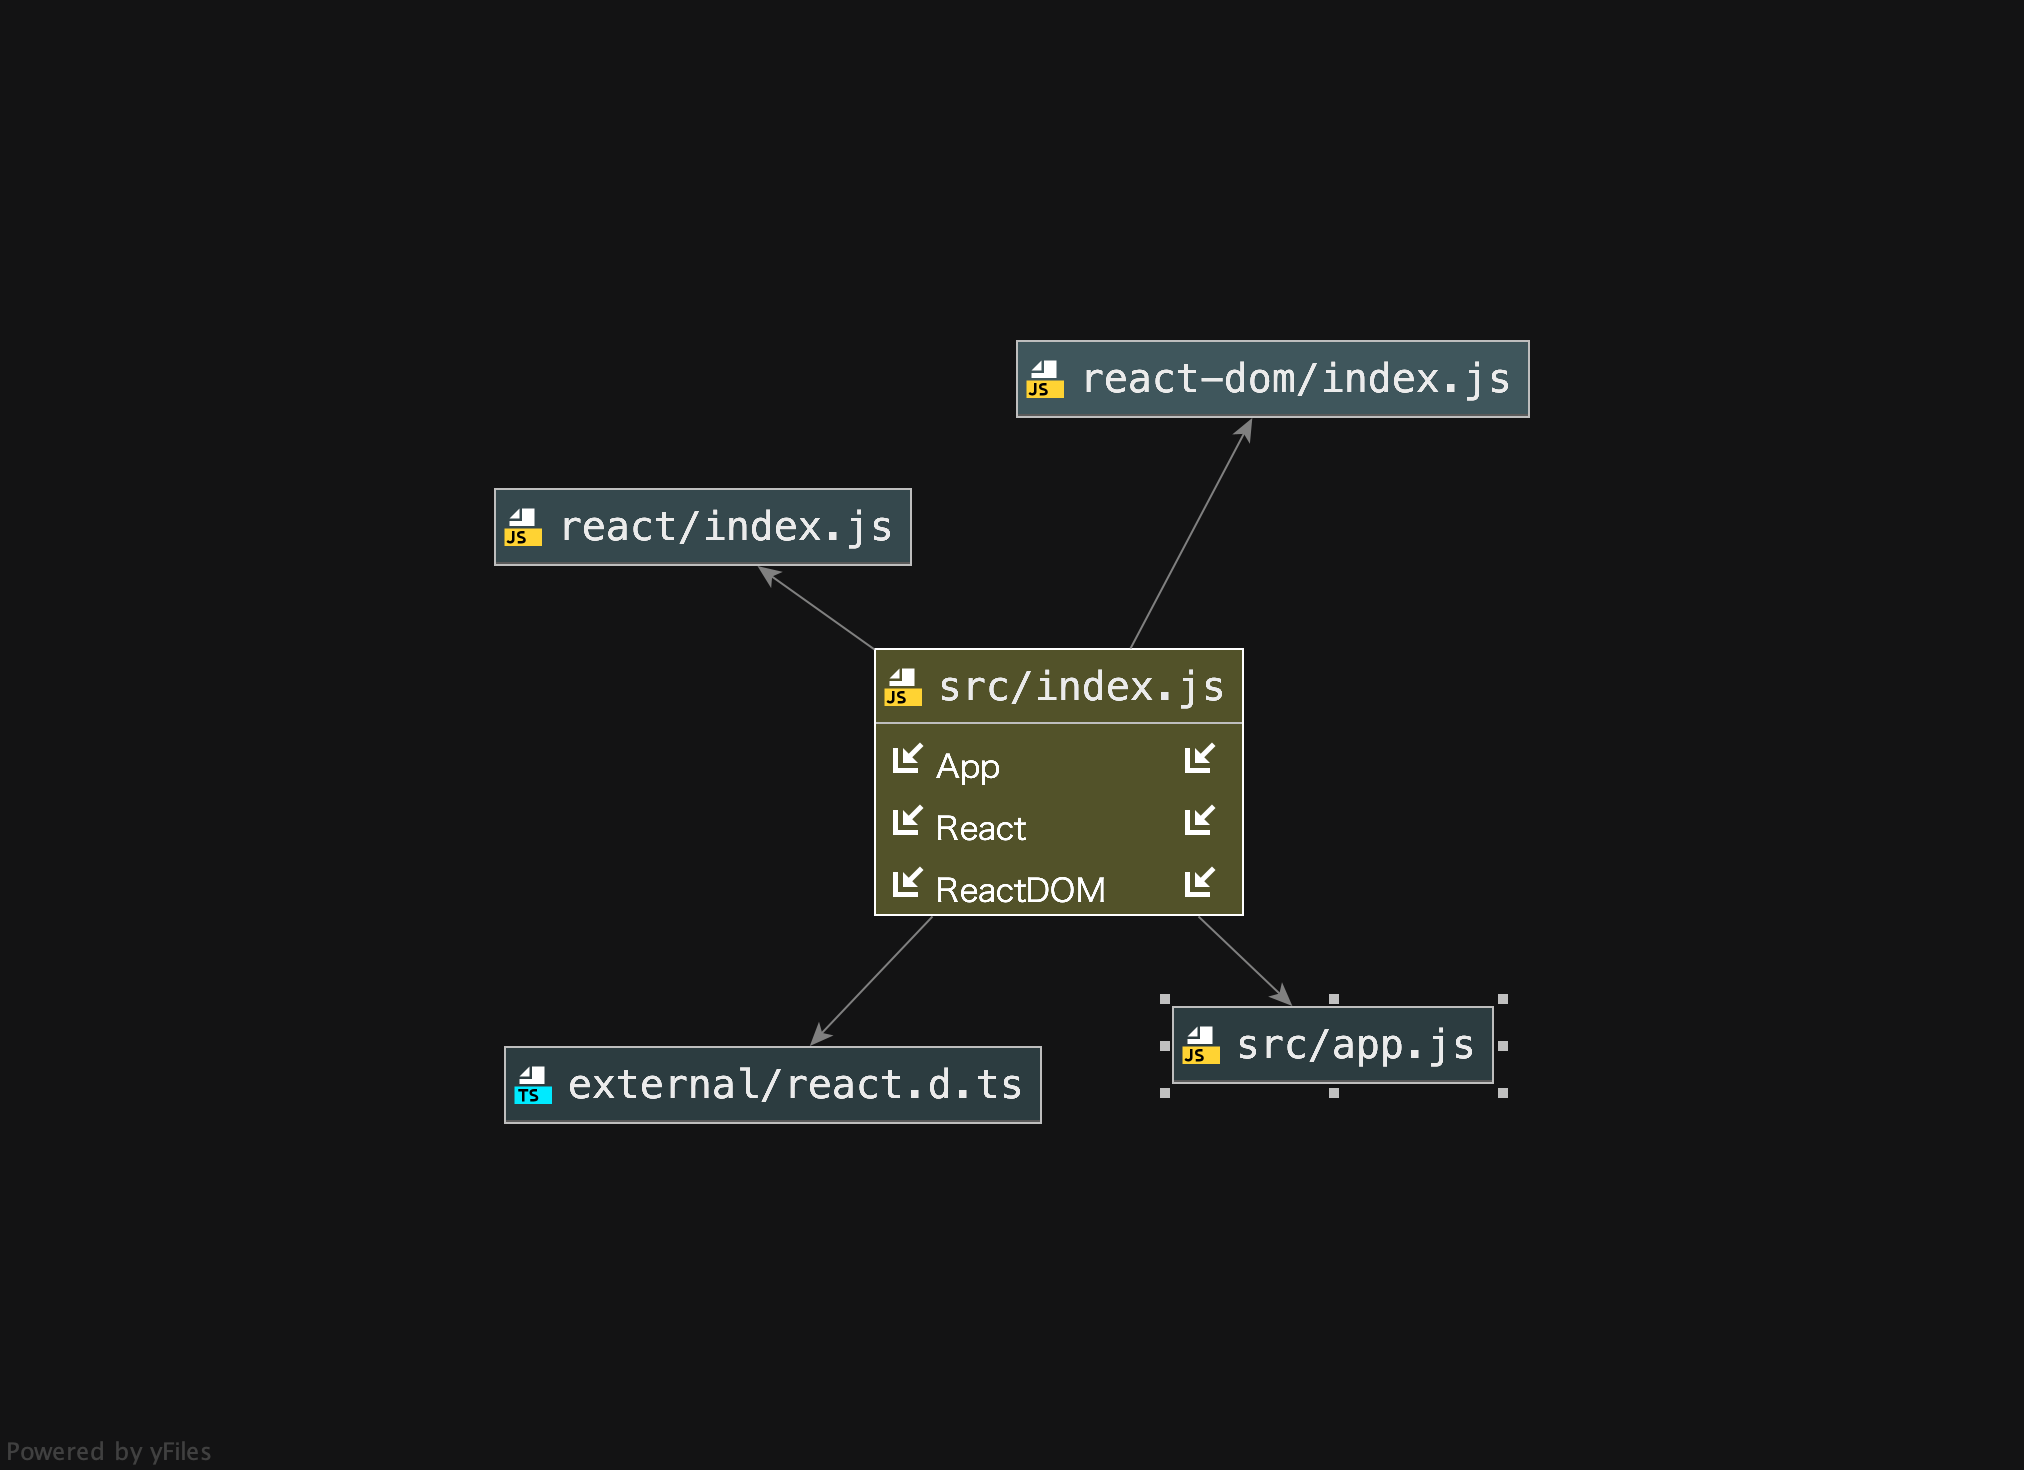 JS react-dom/index.js
JS react/index.js
JS src/index.js
App
React
ReactDOM
TS external/react.d.ts
JS src/app.js
Powered by yFiles